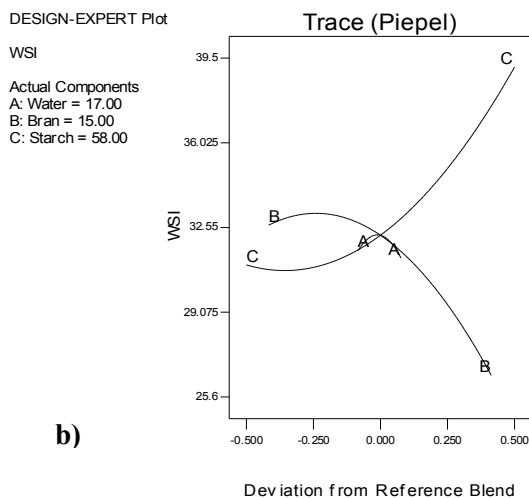 DESIGN-EXPERT Plot
WSI
Actual Components
A: Water = 17.00
B: Bran = 15.00
C: Starch = 58.00
b)
Trace (Piepel)
WSI
39.5
36.025
32.55
29.075
25.6
C
B
A
A
C
B
-0.500 -0.250 0.000 0.250 0.500
Deviation from Reference Blend